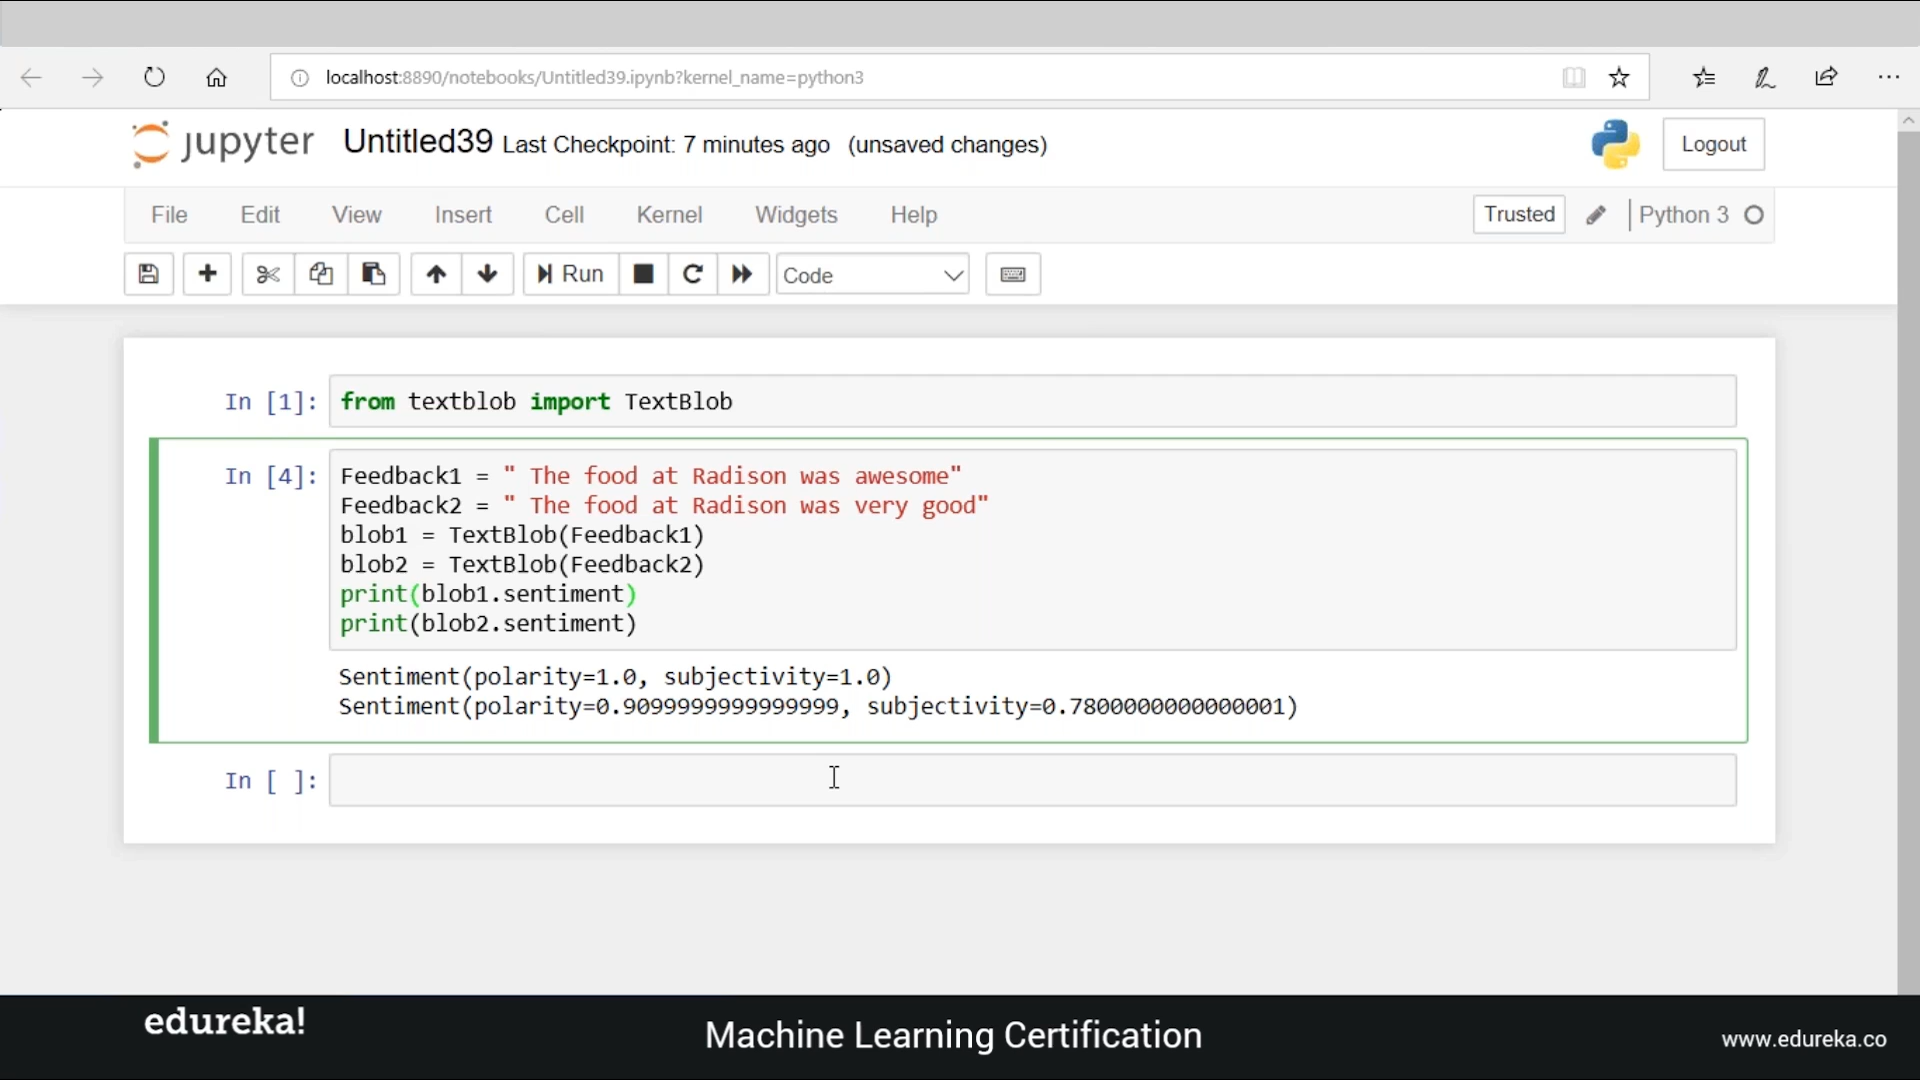 localhost:8890/notebooks/Untitled39.ipynb?kernel_name=python3
jupyter Untitled39 Last Checkpoint: 7 minutes ago (unsaved changes) Logout
File Edit View Insert Cell Kernel Widgets Help Trusted Python 3
Run Code
In [1]: from textblob import TextBlob
In [4]: Feedback1 = " The food at Radison was awesome"
Feedback2 = " The food at Radison was very good"
blob1 = TextBlob(Feedback1)
blob2 = TextBlob(Feedback2)
print(blob1.sentiment)
print(blob2.sentiment)
Sentiment(polarity=1.0, subjectivity=1.0)
Sentiment(polarity=0.9099999999999999, subjectivity=0.7800000000000001)
In [ ]:
edureka!
Machine Learning Certification
www.edureka.co